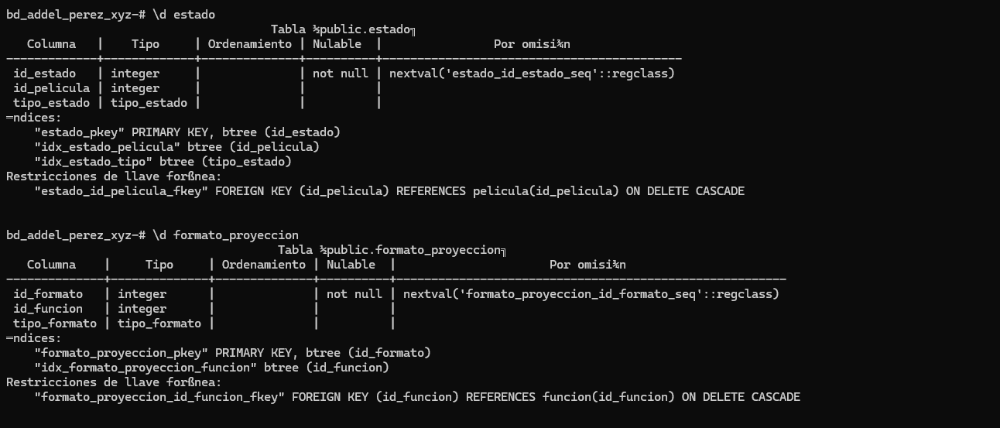 bd_addel_perez_xyz-# \d estado
                                      Tabla ¾public.estado╗
   Columna   |    Tipo     | Ordenamiento | Nulable  |                Por omisi¾n
-------------+-------------+--------------+----------+-------------------------------------------
 id_estado   | integer     |              | not null | nextval('estado_id_estado_seq'::regclass)
 id_pelicula | integer     |              |          |
 tipo_estado | tipo_estado |              |          |
═ndices:
    "estado_pkey" PRIMARY KEY, btree (id_estado)
    "idx_estado_pelicula" btree (id_pelicula)
    "idx_estado_tipo" btree (tipo_estado)
Restricciones de llave forßnea:
    "estado_id_pelicula_fkey" FOREIGN KEY (id_pelicula) REFERENCES pelicula(id_pelicula) ON DELETE CASCADE
bd_addel_perez_xyz-# \d formato_proyeccion
                                       Tabla ¾public.formato_proyeccion╗
   Columna    |     Tipo     | Ordenamiento | Nulable  |                      Por omisi¾n
--------------+--------------+--------------+----------+--------------------------------------------------------
 id_formato   | integer      |              | not null | nextval('formato_proyeccion_id_formato_seq'::regclass)
 id_funcion   | integer      |              |          |
 tipo_formato | tipo_formato |              |          |
═ndices:
    "formato_proyeccion_pkey" PRIMARY KEY, btree (id_formato)
    "idx_formato_proyeccion_funcion" btree (id_funcion)
Restricciones de llave forßnea:
    "formato_proyeccion_id_funcion_fkey" FOREIGN KEY (id_funcion) REFERENCES funcion(id_funcion) ON DELETE CASCADE